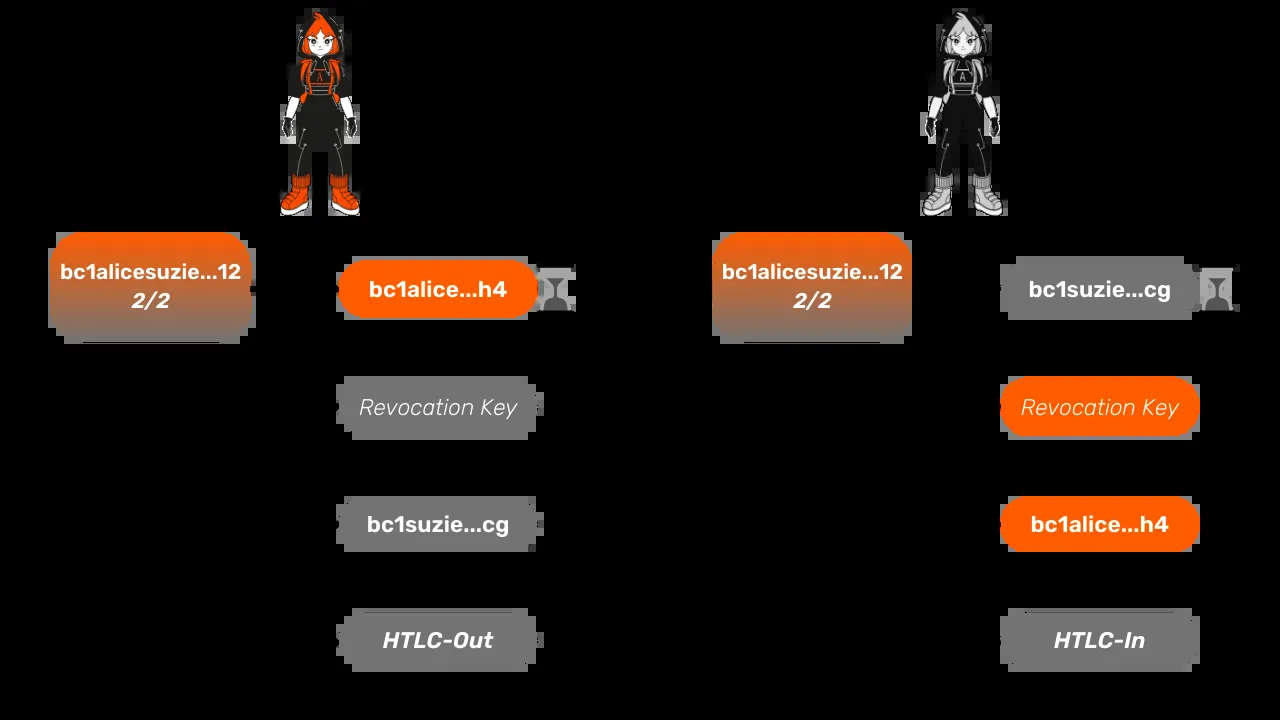 A
A
bc1alicesuzie...12
2/2
bc1alice...h4
Revocation Key
bc1suzie...cg
HTLC-Out
bc1alicesuzie...12
2/2
bc1suzie...cg
Revocation Key
bc1alice...h4
HTLC-In